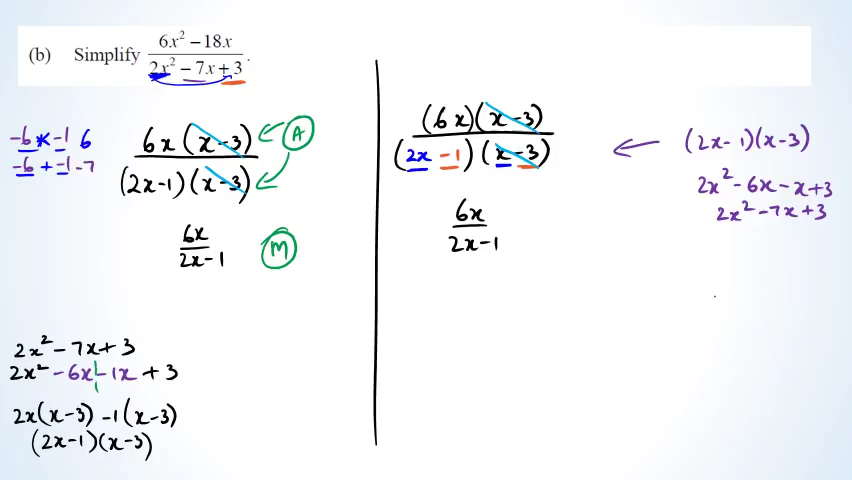 (b) Simplify 6x² − 18x / 2x² − 7x + 3 .
-6 × -1 6
-6 + -1 -7
6x (x - 3)
(2x - 1) (x - 3)
A
6x
2x - 1
M
2x² - 7x + 3
2x² - 6x - 1x + 3
2x(x - 3) - 1(x - 3)
(2x - 1)(x - 3)
(6x)(x - 3)
(2x - 1) (x - 3)
6x
2x - 1
(2x - 1)(x - 3)
2x² - 6x - x + 3
2x² - 7x + 3